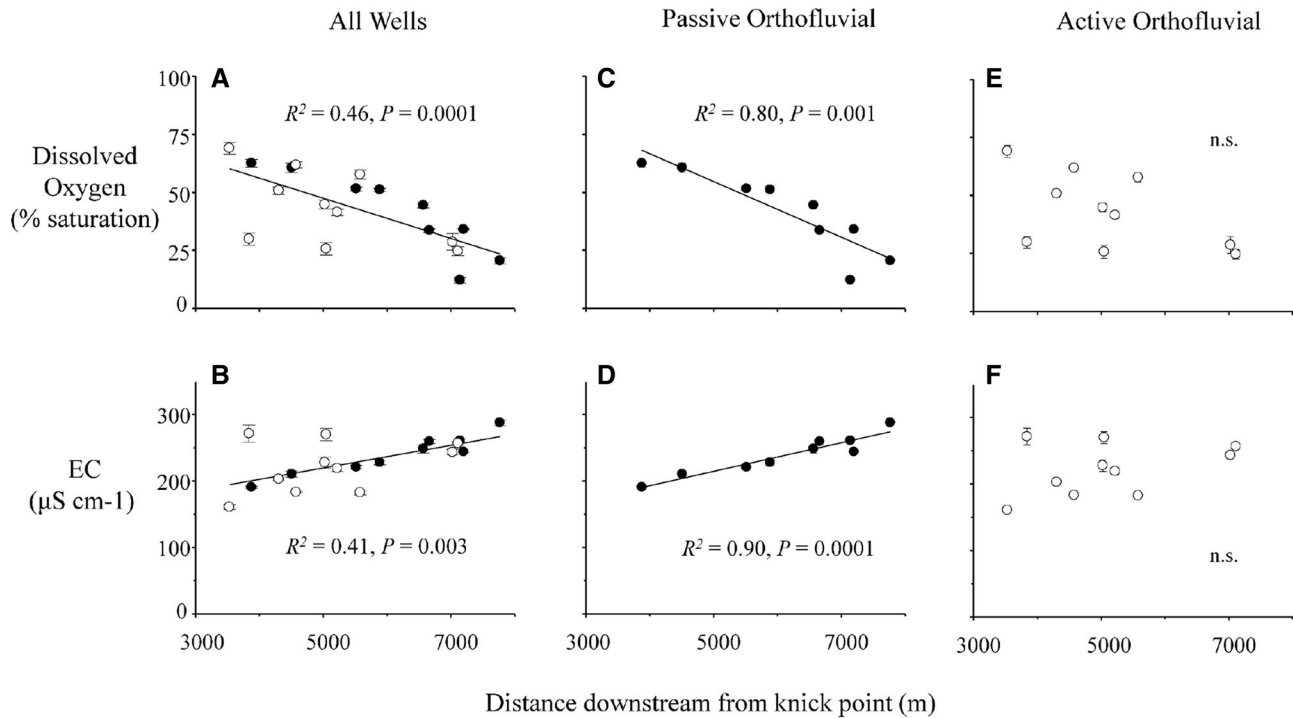 All Wells
Passive Orthofluvial
Active Orthofluvial
Dissolved
Oxygen
(% saturation)
100
75
50
25
0
A
R² = 0.46, P = 0.0001
C
R² = 0.80, P = 0.001
E
n.s.
EC
(µS cm-1)
300
200
100
0
B
R² = 0.41, P = 0.003
D
R² = 0.90, P = 0.0001
F
n.s.
3000 5000 7000
5000 7000
3000 5000 7000
Distance downstream from knick point (m)